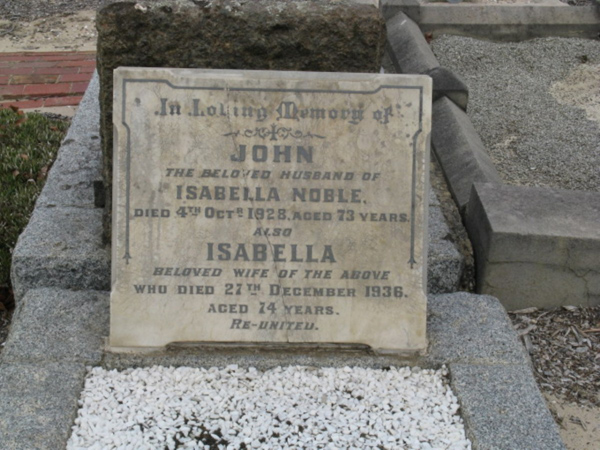 In Loving Memory of
JOHN
THE BELOVED HUSBAND OF
ISABELLA NOBLE,
DIED 4TH OCTR 1928. AGED 73 YEARS.
ALSO
ISABELLA
BELOVED WIFE OF THE ABOVE
WHO DIED 27TH DECEMBER 1936.
AGED 74 YEARS.
RE-UNITED.